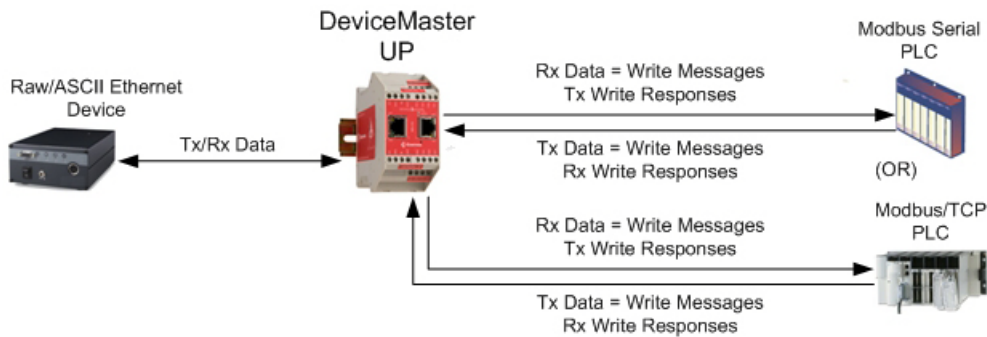 DeviceMaster
UP
Modbus Serial
PLC
Raw/ASCII Ethernet
Device
Rx Data = Write Messages
Tx Write Responses
Tx/Rx Data
Tx Data = Write Messages
Rx Write Responses
(OR)
Modbus/TCP
PLC
Rx Data = Write Messages
Tx Write Responses
Tx Data = Write Messages
Rx Write Responses